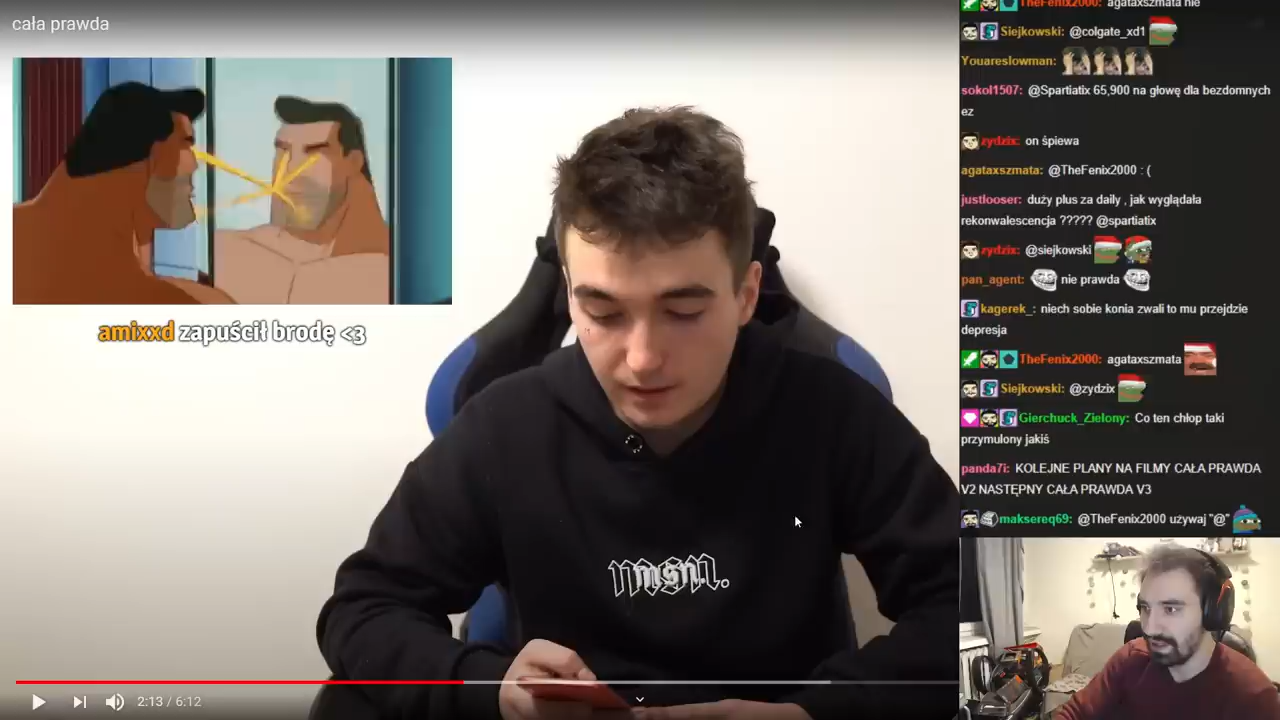 cała prawda
amixxd zapuścił brodę <3
msm.
2:13 / 6:12
TheFenix2000: agataxszmata nie
Siejkowski: @colgate_xd1
Youareslowman:
sokol1507: @Spartiatix 65,900 na głowę dla bezdomnych
ez
zydzix: on śpiewa
agataxszmata: @TheFenix2000 : (
justlooser: duży plus za daily , jak wyglądała
rekonwalescencja ????? @spartiatix
zydzix: @siejkowski
pan_agent: nie prawda
kagerek_: niech sobie konia zwali to mu przejdzie
depresja
TheFenix2000: agataxszmata
Siejkowski: @zydzix
Gierchuck_Zielony: Co ten chłop taki
przymulony jakiś
panda7i: KOLEJNE PLANY NA FILMY CAŁA PRAWDA
V2 NASTĘPNY CAŁA PRAWDA V3
maksereq69: @TheFenix2000 używaj "@"